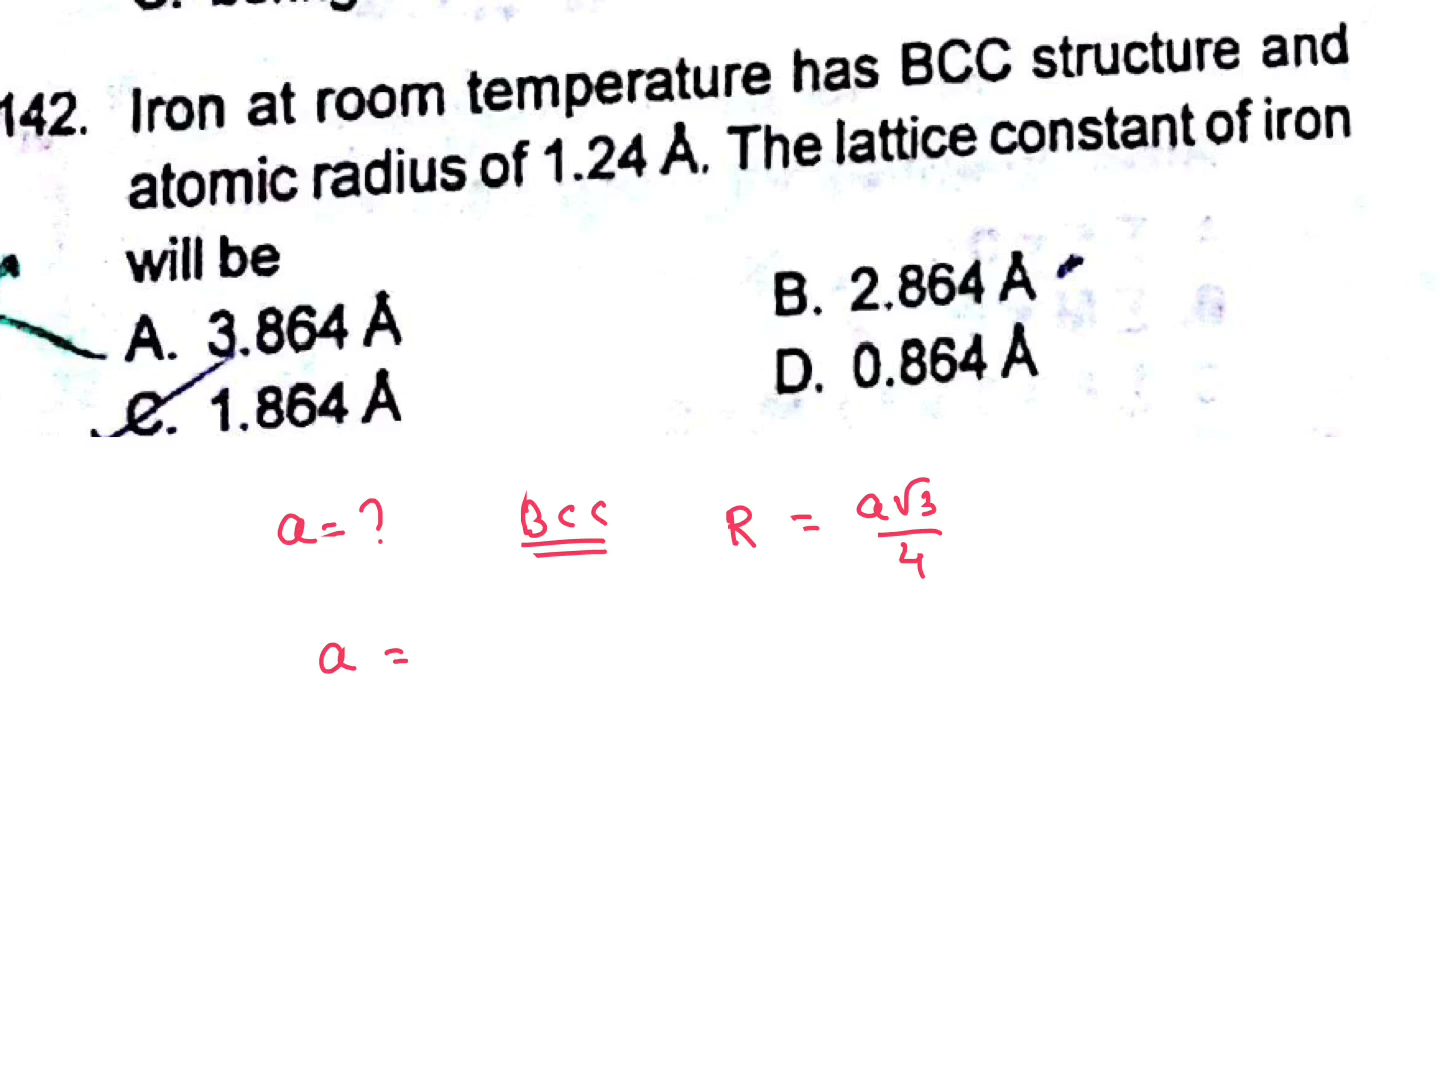 142. Iron at room temperature has BCC structure and
atomic radius of 1.24 Å. The lattice constant of iron
will be
A. 3.864 Å B. 2.864 Å
C. 1.864 Å D. 0.864 Å
a = ? BCC R = a√3/4
a =